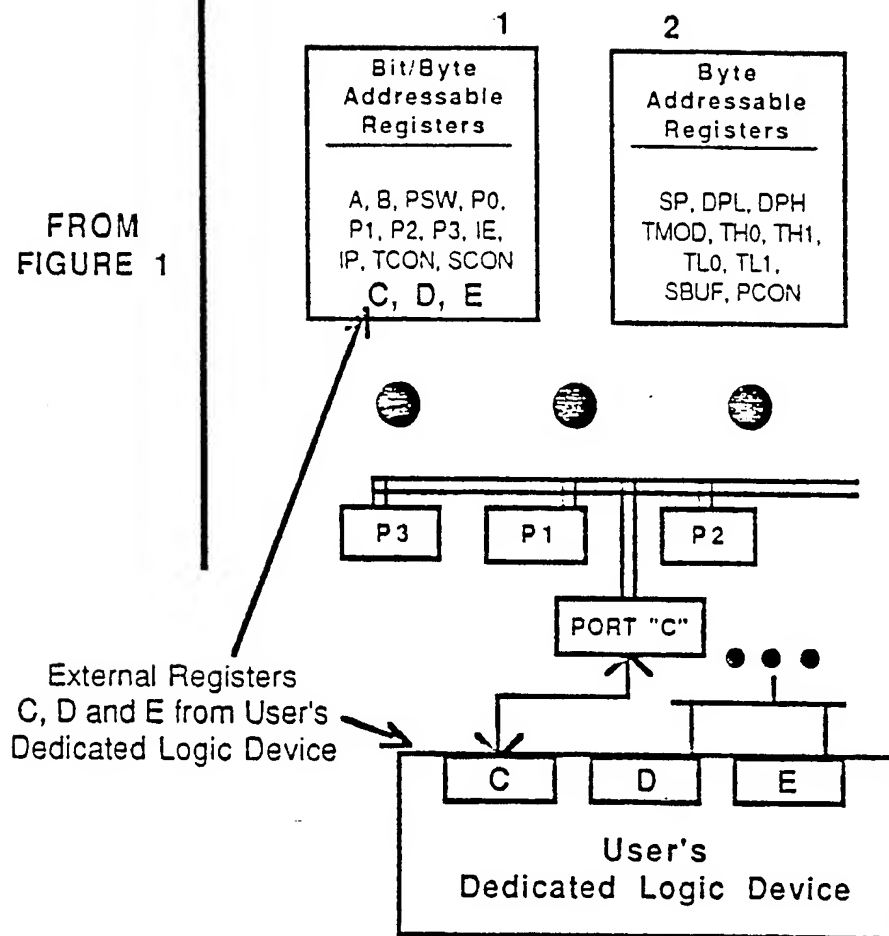 1
2
Bit/Byte
Addressable
Registers
A, B, PSW, P0,
P1, P2, P3, IE,
IP, TCON, SCON
C, D, E
Byte
Addressable
Registers
SP, DPL, DPH
TMOD, TH0, TH1,
TL0, TL1,
SBUF, PCON
FROM
FIGURE 1
P3
P1
P2
PORT "C"
External Registers
C, D and E from User's
Dedicated Logic Device
C
D
E
User's
Dedicated Logic Device